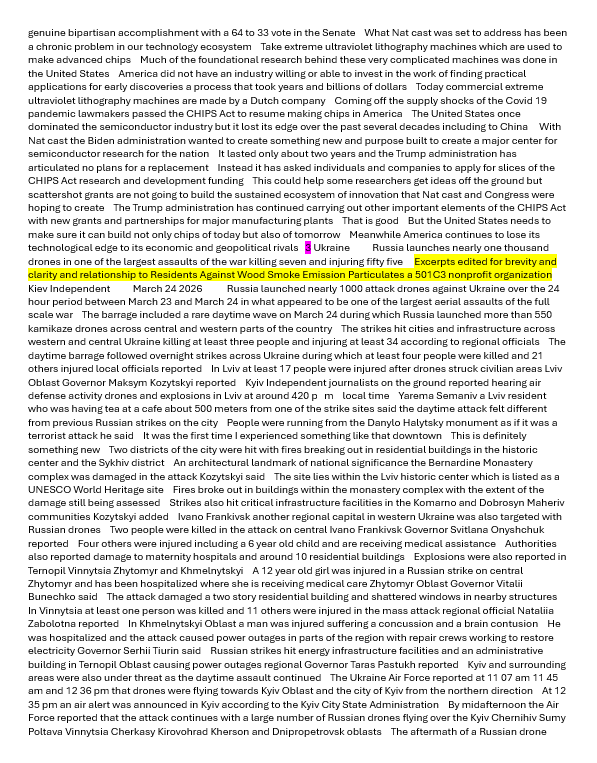 genuine bipartisan accomplishment with a 64 to 33 vote in the Senate    What Nat cast was set to address has been
a chronic problem in our technology ecosystem    Take extreme ultraviolet lithography machines which are used to
make advanced chips    Much of the foundational research behind these very complicated machines was done in
the United States    America did not have an industry willing or able to invest in the work of finding practical
applications for early discoveries a process that took years and billions of dollars    Today commercial extreme
ultraviolet lithography machines are made by a Dutch company    Coming off the supply shocks of the Covid 19
pandemic lawmakers passed the CHIPS Act to resume making chips in America    The United States once
dominated the semiconductor industry but it lost its edge over the past several decades including to China    With
Nat cast the Biden administration wanted to create something new and purpose built to create a major center for
semiconductor research for the nation    It lasted only about two years and the Trump administration has
articulated no plans for a replacement    Instead it has asked individuals and companies to apply for slices of the
CHIPS Act research and development funding    This could help some researchers get ideas off the ground but
scattershot grants are not going to build the sustained ecosystem of innovation that Nat cast and Congress were
hoping to create    The Trump administration has continued carrying out other important elements of the CHIPS Act
with new grants and partnerships for major manufacturing plants    That is good    But the United States needs to
make sure it can build not only chips of today but also of tomorrow    Meanwhile America continues to lose its
technological edge to its economic and geopolitical rivals    3 Ukraine    Russia launches nearly one thousand
drones in one of the largest assaults of the war killing seven and injuring fifty five    Excerpts edited for brevity and
clarity and relationship to Residents Against Wood Smoke Emission Particulates a 501C3 nonprofit organization
Kiev Independent    March 24 2026    Russia launched nearly 1000 attack drones against Ukraine over the 24
hour period between March 23 and March 24 in what appeared to be one of the largest aerial assaults of the full
scale war    The barrage included a rare daytime wave on March 24 during which Russia launched more than 550
kamikaze drones across central and western parts of the country    The strikes hit cities and infrastructure across
western and central Ukraine killing at least three people and injuring at least 34 according to regional officials    The
daytime barrage followed overnight strikes across Ukraine during which at least four people were killed and 21
others injured local officials reported    In Lviv at least 17 people were injured after drones struck civilian areas Lviv
Oblast Governor Maksym Kozytskyi reported    Kyiv Independent journalists on the ground reported hearing air
defense activity drones and explosions in Lviv at around 420 p  m  local time    Yarema Semaniv a Lviv resident
who was having tea at a cafe about 500 meters from one of the strike sites said the daytime attack felt different
from previous Russian strikes on the city    People were running from the Danylo Halytsky monument as if it was a
terrorist attack he said    It was the first time I experienced something like that downtown    This is definitely
something new    Two districts of the city were hit with fires breaking out in residential buildings in the historic
center and the Sykhiv district    An architectural landmark of national significance the Bernardine Monastery
complex was damaged in the attack Kozytskyi said    The site lies within the Lviv historic center which is listed as a
UNESCO World Heritage site    Fires broke out in buildings within the monastery complex with the extent of the
damage still being assessed    Strikes also hit critical infrastructure facilities in the Komarno and Dobrosyn Maheriv
communities Kozytskyi added    Ivano Frankivsk another regional capital in western Ukraine was also targeted with
Russian drones    Two people were killed in the attack on central Ivano Frankivsk Governor Svitlana Onyshchuk
reported    Four others were injured including a 6 year old child and are receiving medical assistance    Authorities
also reported damage to maternity hospitals and around 10 residential buildings    Explosions were also reported in
Ternopil Vinnytsia Zhytomyr and Khmelnytskyi    A 12 year old girl was injured in a Russian strike on central
Zhytomyr and has been hospitalized where she is receiving medical care Zhytomyr Oblast Governor Vitalii
Bunechko said    The attack damaged a two story residential building and shattered windows in nearby structures
In Vinnytsia at least one person was killed and 11 others were injured in the mass attack regional official Nataliia
Zabolotna reported    In Khmelnytskyi Oblast a man was injured suffering a concussion and a brain contusion    He
was hospitalized and the attack caused power outages in parts of the region with repair crews working to restore
electricity Governor Serhii Tiurin said    Russian strikes hit energy infrastructure facilities and an administrative
building in Ternopil Oblast causing power outages regional Governor Taras Pastukh reported    Kyiv and surrounding
areas were also under threat as the daytime assault continued    The Ukraine Air Force reported at 11 07 am 11 45
am and 12 36 pm that drones were flying towards Kyiv Oblast and the city of Kyiv from the northern direction    At 12
35 pm an air alert was announced in Kyiv according to the Kyiv City State Administration    By midafternoon the Air
Force reported that the attack continues with a large number of Russian drones flying over the Kyiv Chernihiv Sumy
Poltava Vinnytsia Cherkasy Kirovohrad Kherson and Dnipropetrovsk oblasts    The aftermath of a Russian drone